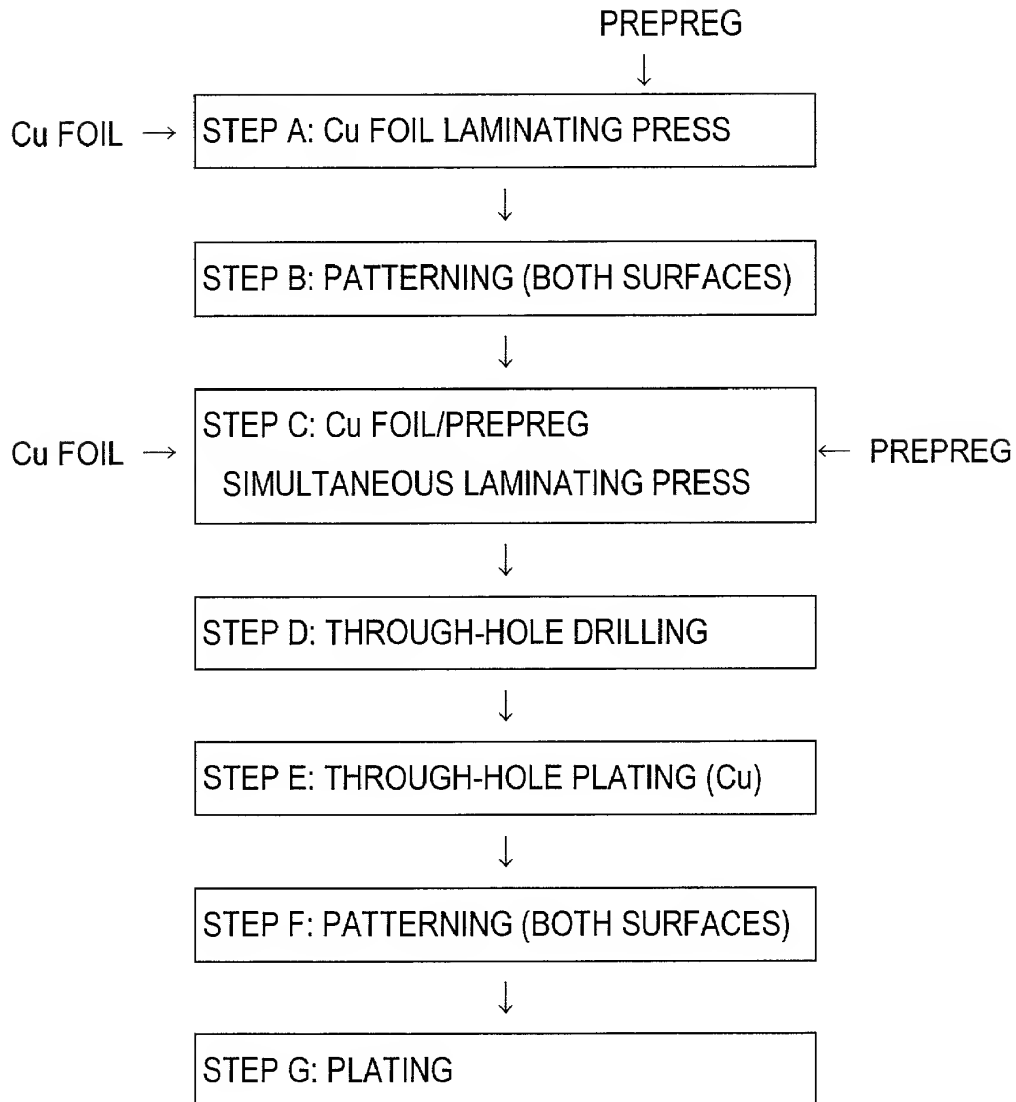 PREPREG
↓
Cu FOIL → STEP A: Cu FOIL LAMINATING PRESS
↓
STEP B: PATTERNING (BOTH SURFACES)
↓
STEP C: Cu FOIL/PREPREG
Cu FOIL → ← PREPREG
SIMULTANEOUS LAMINATING PRESS
↓
STEP D: THROUGH-HOLE DRILLING
↓
STEP E: THROUGH-HOLE PLATING (Cu)
↓
STEP F: PATTERNING (BOTH SURFACES)
↓
STEP G: PLATING